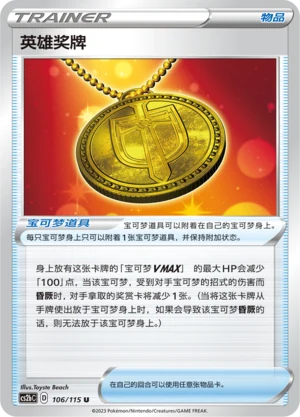 TRAINER 物品
英雄奖牌
宝可梦道具 宝可梦道具可以附着在自己的宝可梦身上。
每只宝可梦身上只可以附着1张宝可梦道具，并保持附加状态。
身上放有这张卡牌的「宝可梦VMAX」的最大HP会减少
「100」点，当该宝可梦，受到对手宝可梦的招式的伤害而
昏厥时，对手拿取的奖赏卡将减少1张。（当将这张卡牌从
手牌使出放于宝可梦身上时，如果会导致该宝可梦昏厥的
话，则无法放于该宝可梦身上）。
Illus. Toyste Beach
cs2bC D 106/115 U
在自己的回合可以使用任意张物品卡。
©2023 Pokémon/Nintendo/Creatures/GAME FREAK.